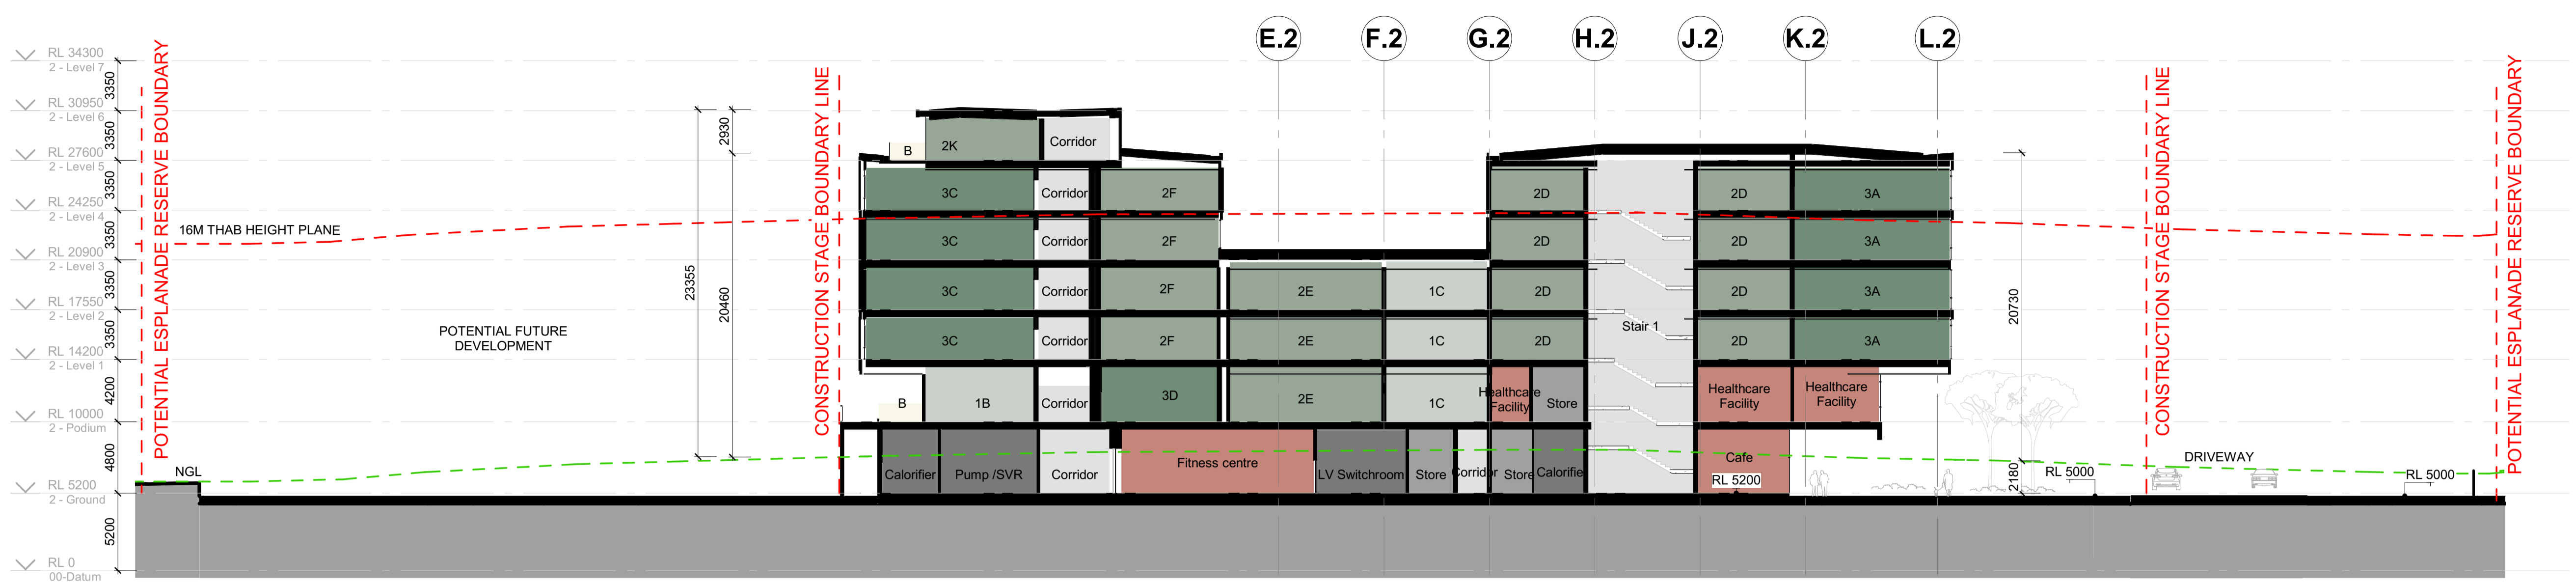 E.2 F.2 G.2 H.2 J.2 K.2 L.2
RL 34300
2 - Level 7
3350
RL 30950
2 - Level 6
3350
RL 27600
2 - Level 5
3350
RL 24250
2 - Level 4
3350
RL 20900
2 - Level 3
3350
RL 17550
2 - Level 2
3350
RL 14200
2 - Level 1
4200
RL 10000
2 - Podium
4800
RL 5200
2 - Ground
5200
RL 0
00-Datum
POTENTIAL ESPLANADE RESERVE BOUNDARY
16M THAB HEIGHT PLANE
NGL
POTENTIAL FUTURE
DEVELOPMENT
23355
2930
20460
CONSTRUCTION STAGE BOUNDARY LINE
B 2K Corridor
3C Corridor 2F 2D 2D 3A
3C Corridor 2F 2D 2D 3A
3C Corridor 2F 2E 1C 2D 2D 3A
Stair 1
3C Corridor 2F 2E 1C 2D 2D 3A
B 1B Corridor 3D 2E 1C
Healthcare
Facility
Store
Healthcare
Facility
Healthcare
Facility
Calorifier Pump /SVR Corridor Fitness centre LV Switchroom Store Corridor Store Calorifier
Cafe
RL 5200
20730
2180
RL 5000
CONSTRUCTION STAGE BOUNDARY LINE
DRIVEWAY
RL 5000
POTENTIAL ESPLANADE RESERVE BOUNDARY